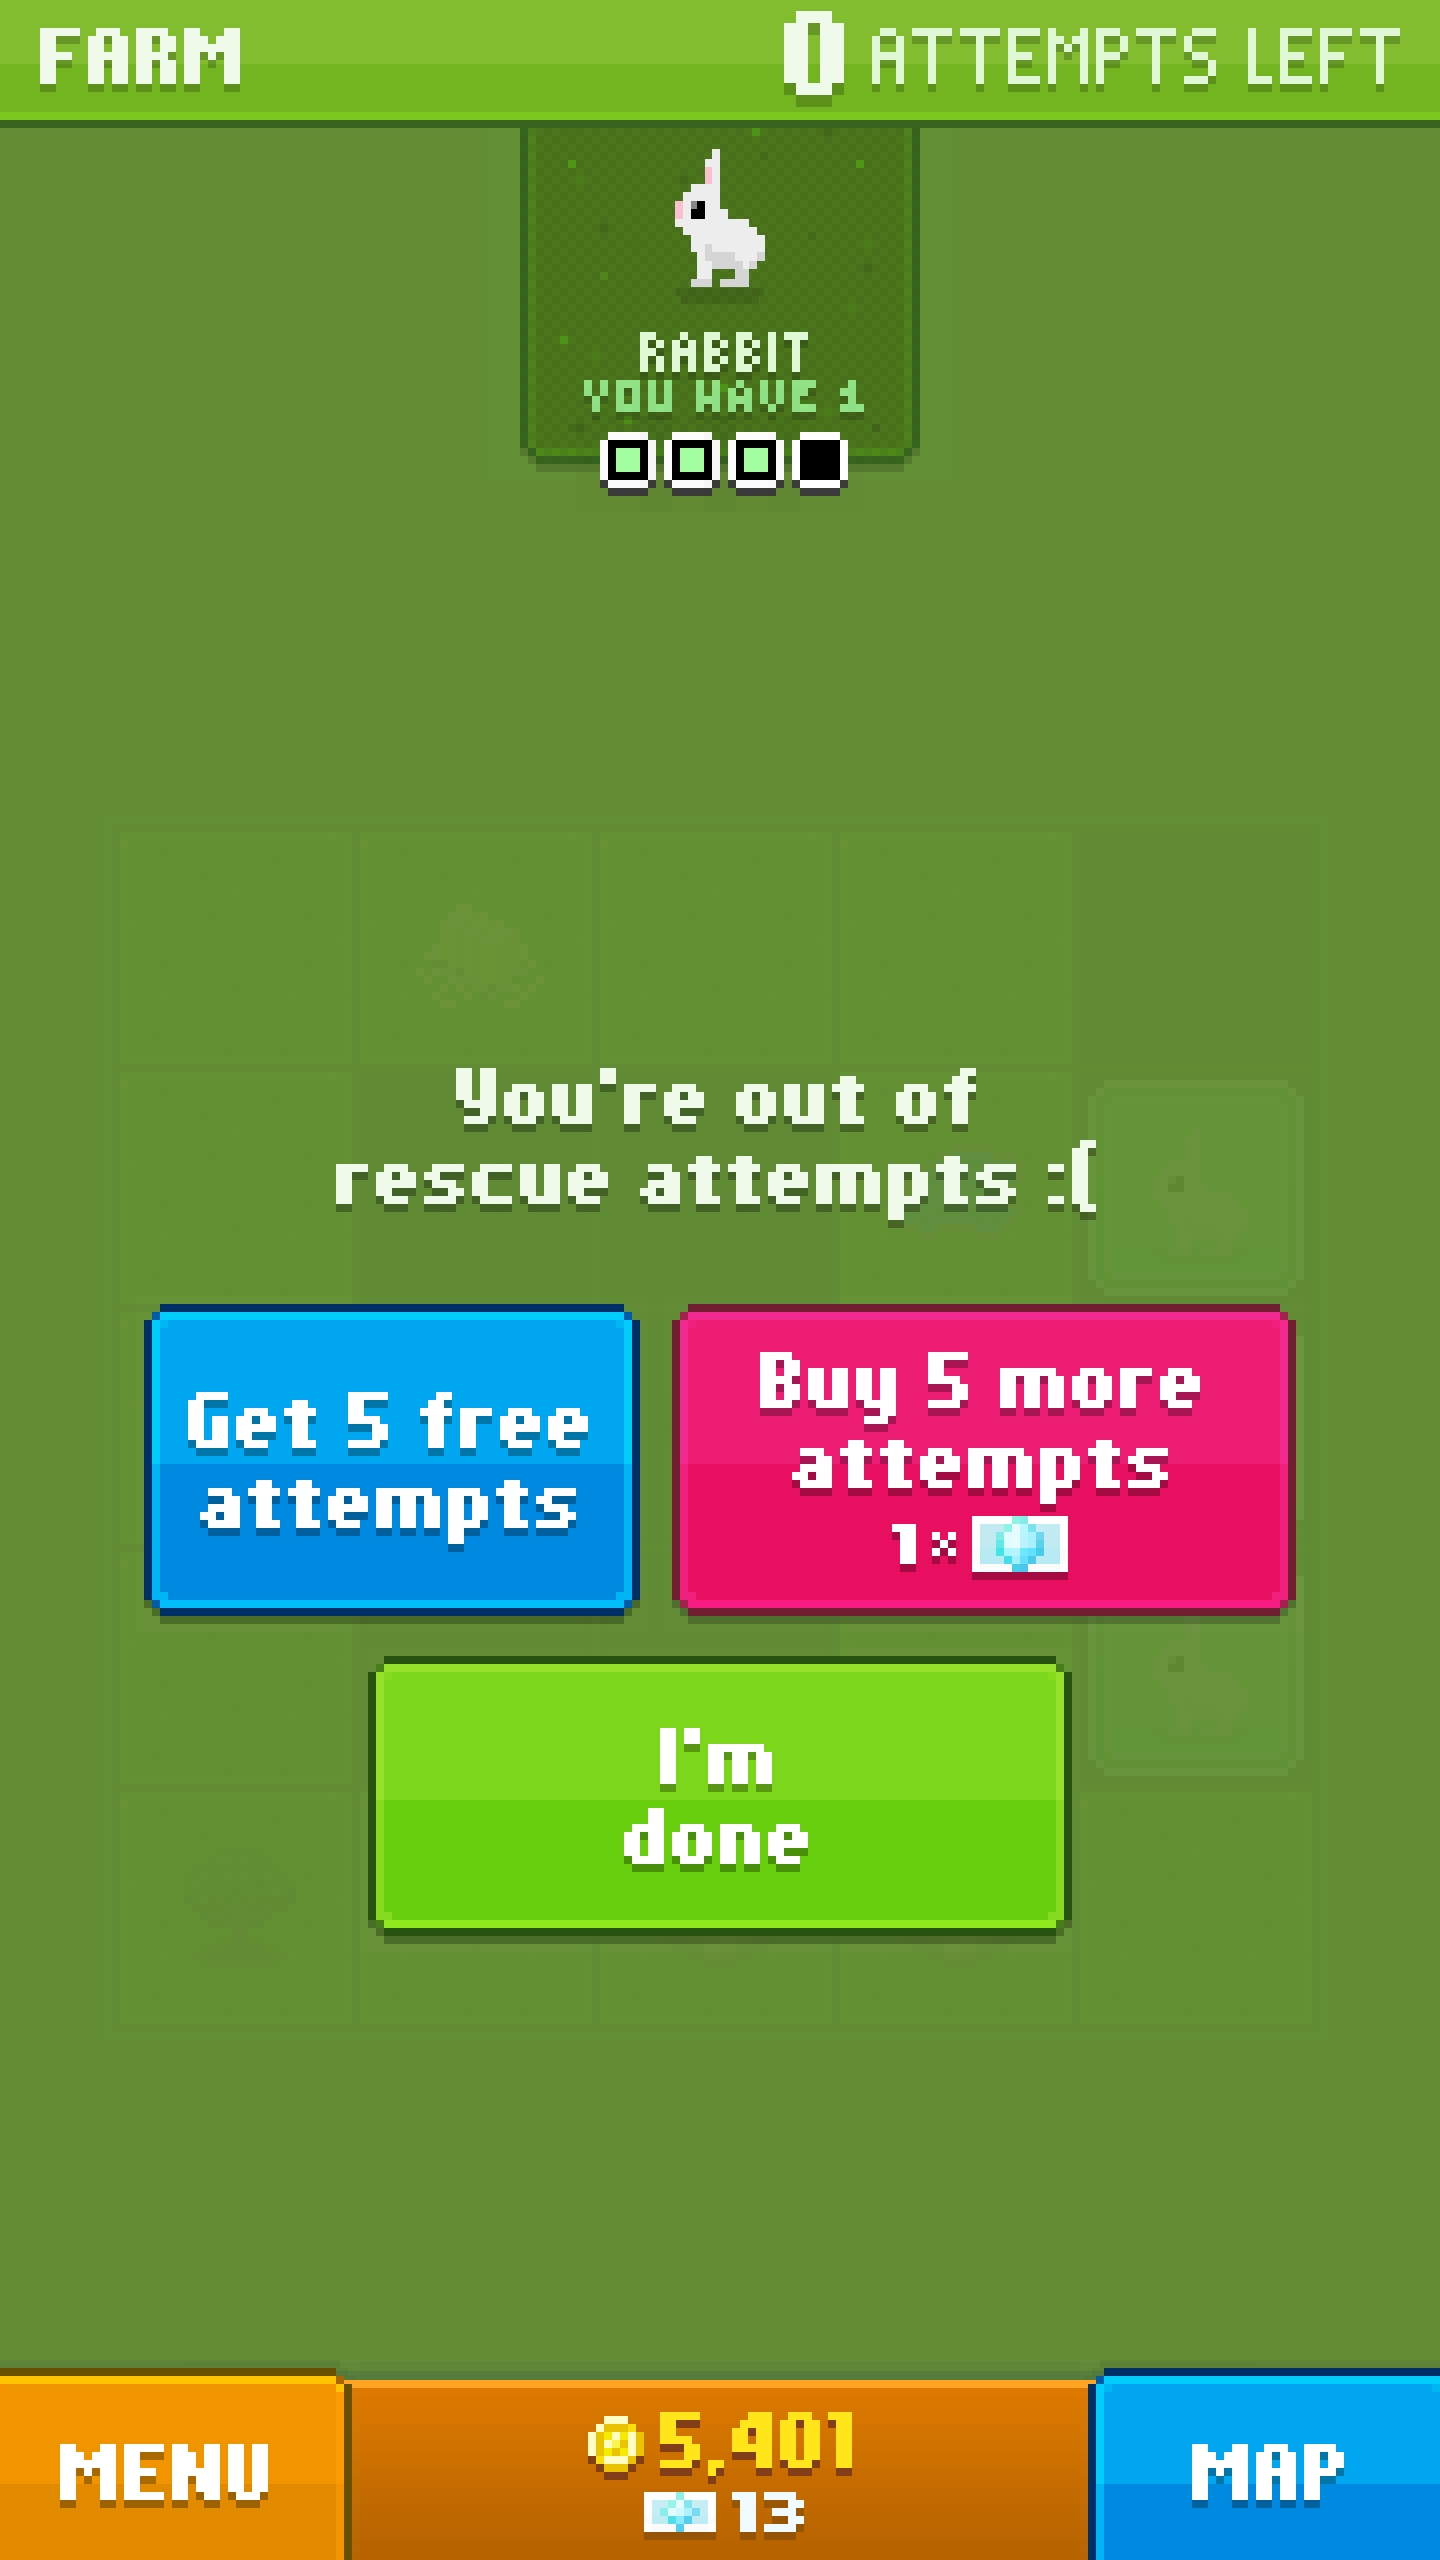 FARM
0 ATTEMPTS LEFT
RABBIT
YOU HAVE 1
You're out of
rescue attempts :(
Get 5 free
attempts
Buy 5 more
attempts
1×
I'm
done
MENU
5,401
13
MAP